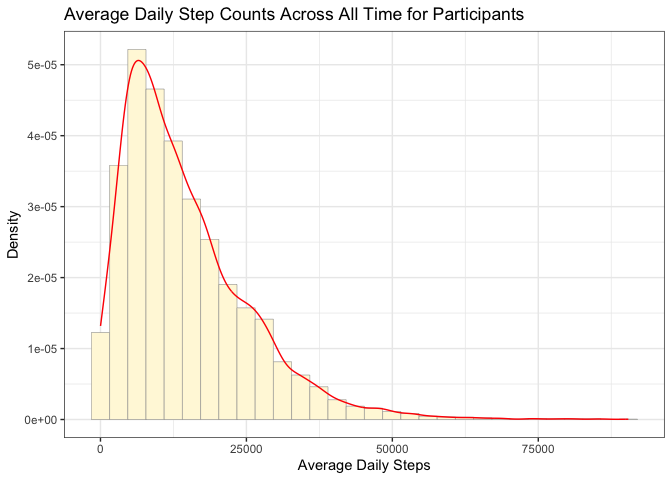 Average Daily Step Counts Across All Time for Participants
5e-05
4e-05
3e-05
2e-05
1e-05
0e+00
Density
0
25000
50000
75000
Average Daily Steps